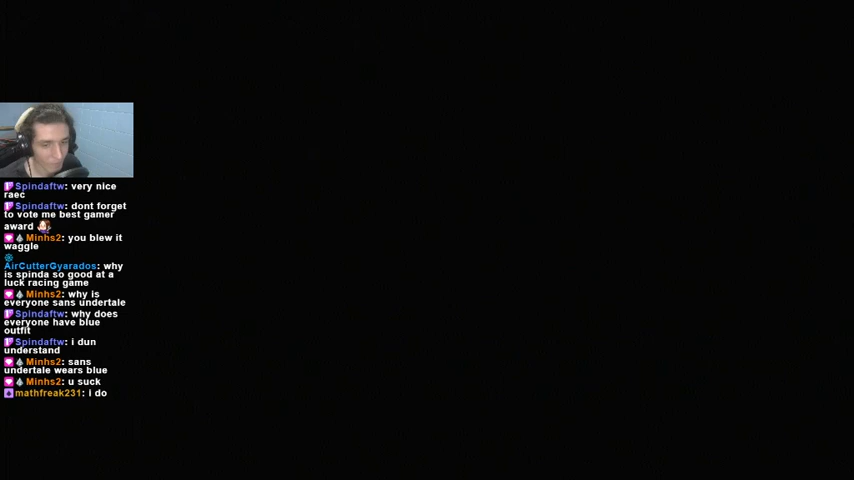 Spindaftw: very nice
raec
Spindaftw: dont forget
to vote me best gamer
award
Minhs2: you blew it
waggle
AirCutterGyarados: why
is spinda so good at a
luck racing game
Minhs2: why is
everyone sans undertale
Spindaftw: why does
everyone have blue
outfit
Spindaftw: i dun
understand
Minhs2: sans
undertale wears blue
Minhs2: u suck
mathfreak231: i do